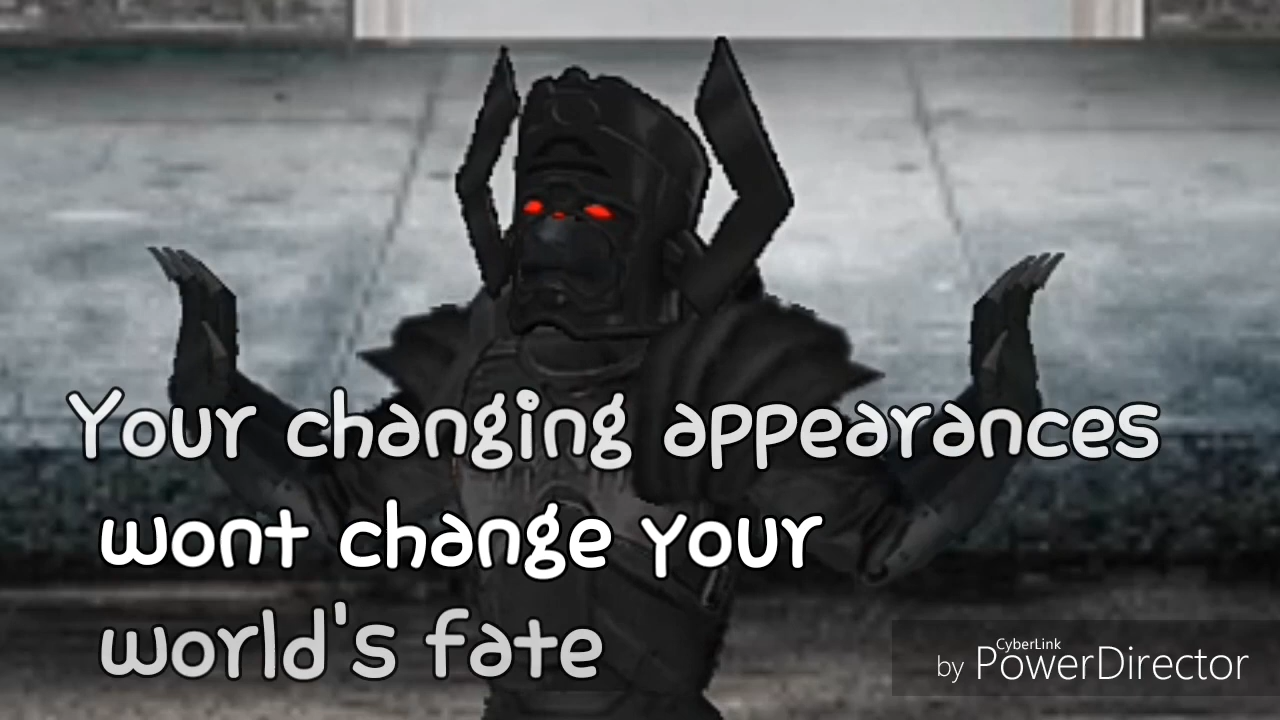 Your changing appearances
wont change your
world's fate
CyberLink
by PowerDirector